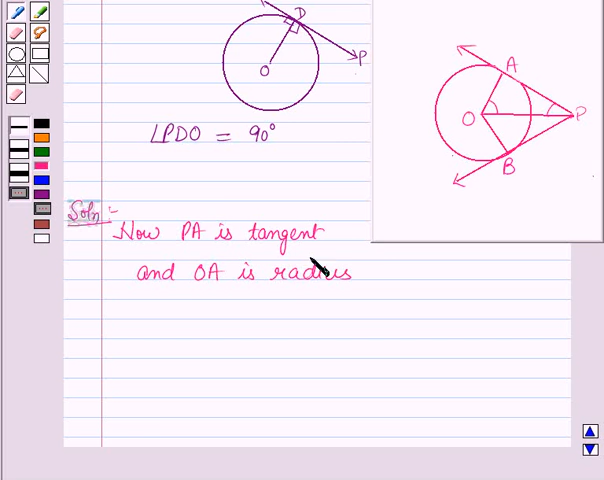 D
P
O
∠PDO = 90°
A
O
P
B
Soln :-
Now PA is tangent
and OA is radius